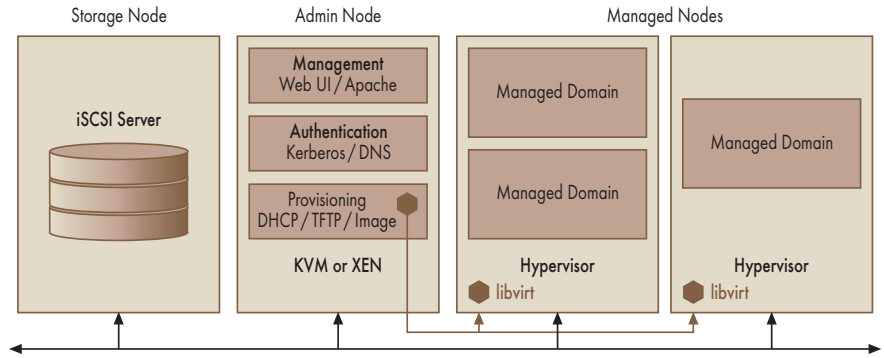 Storage Node
Admin Node
Managed Nodes
iSCSI Server
Management
Web UI / Apache
Authentication
Kerberos / DNS
Provisioning
DHCP / TFTP / Image
KVM or XEN
Managed Domain
Managed Domain
Hypervisor
libvirt
Managed Domain
Hypervisor
libvirt